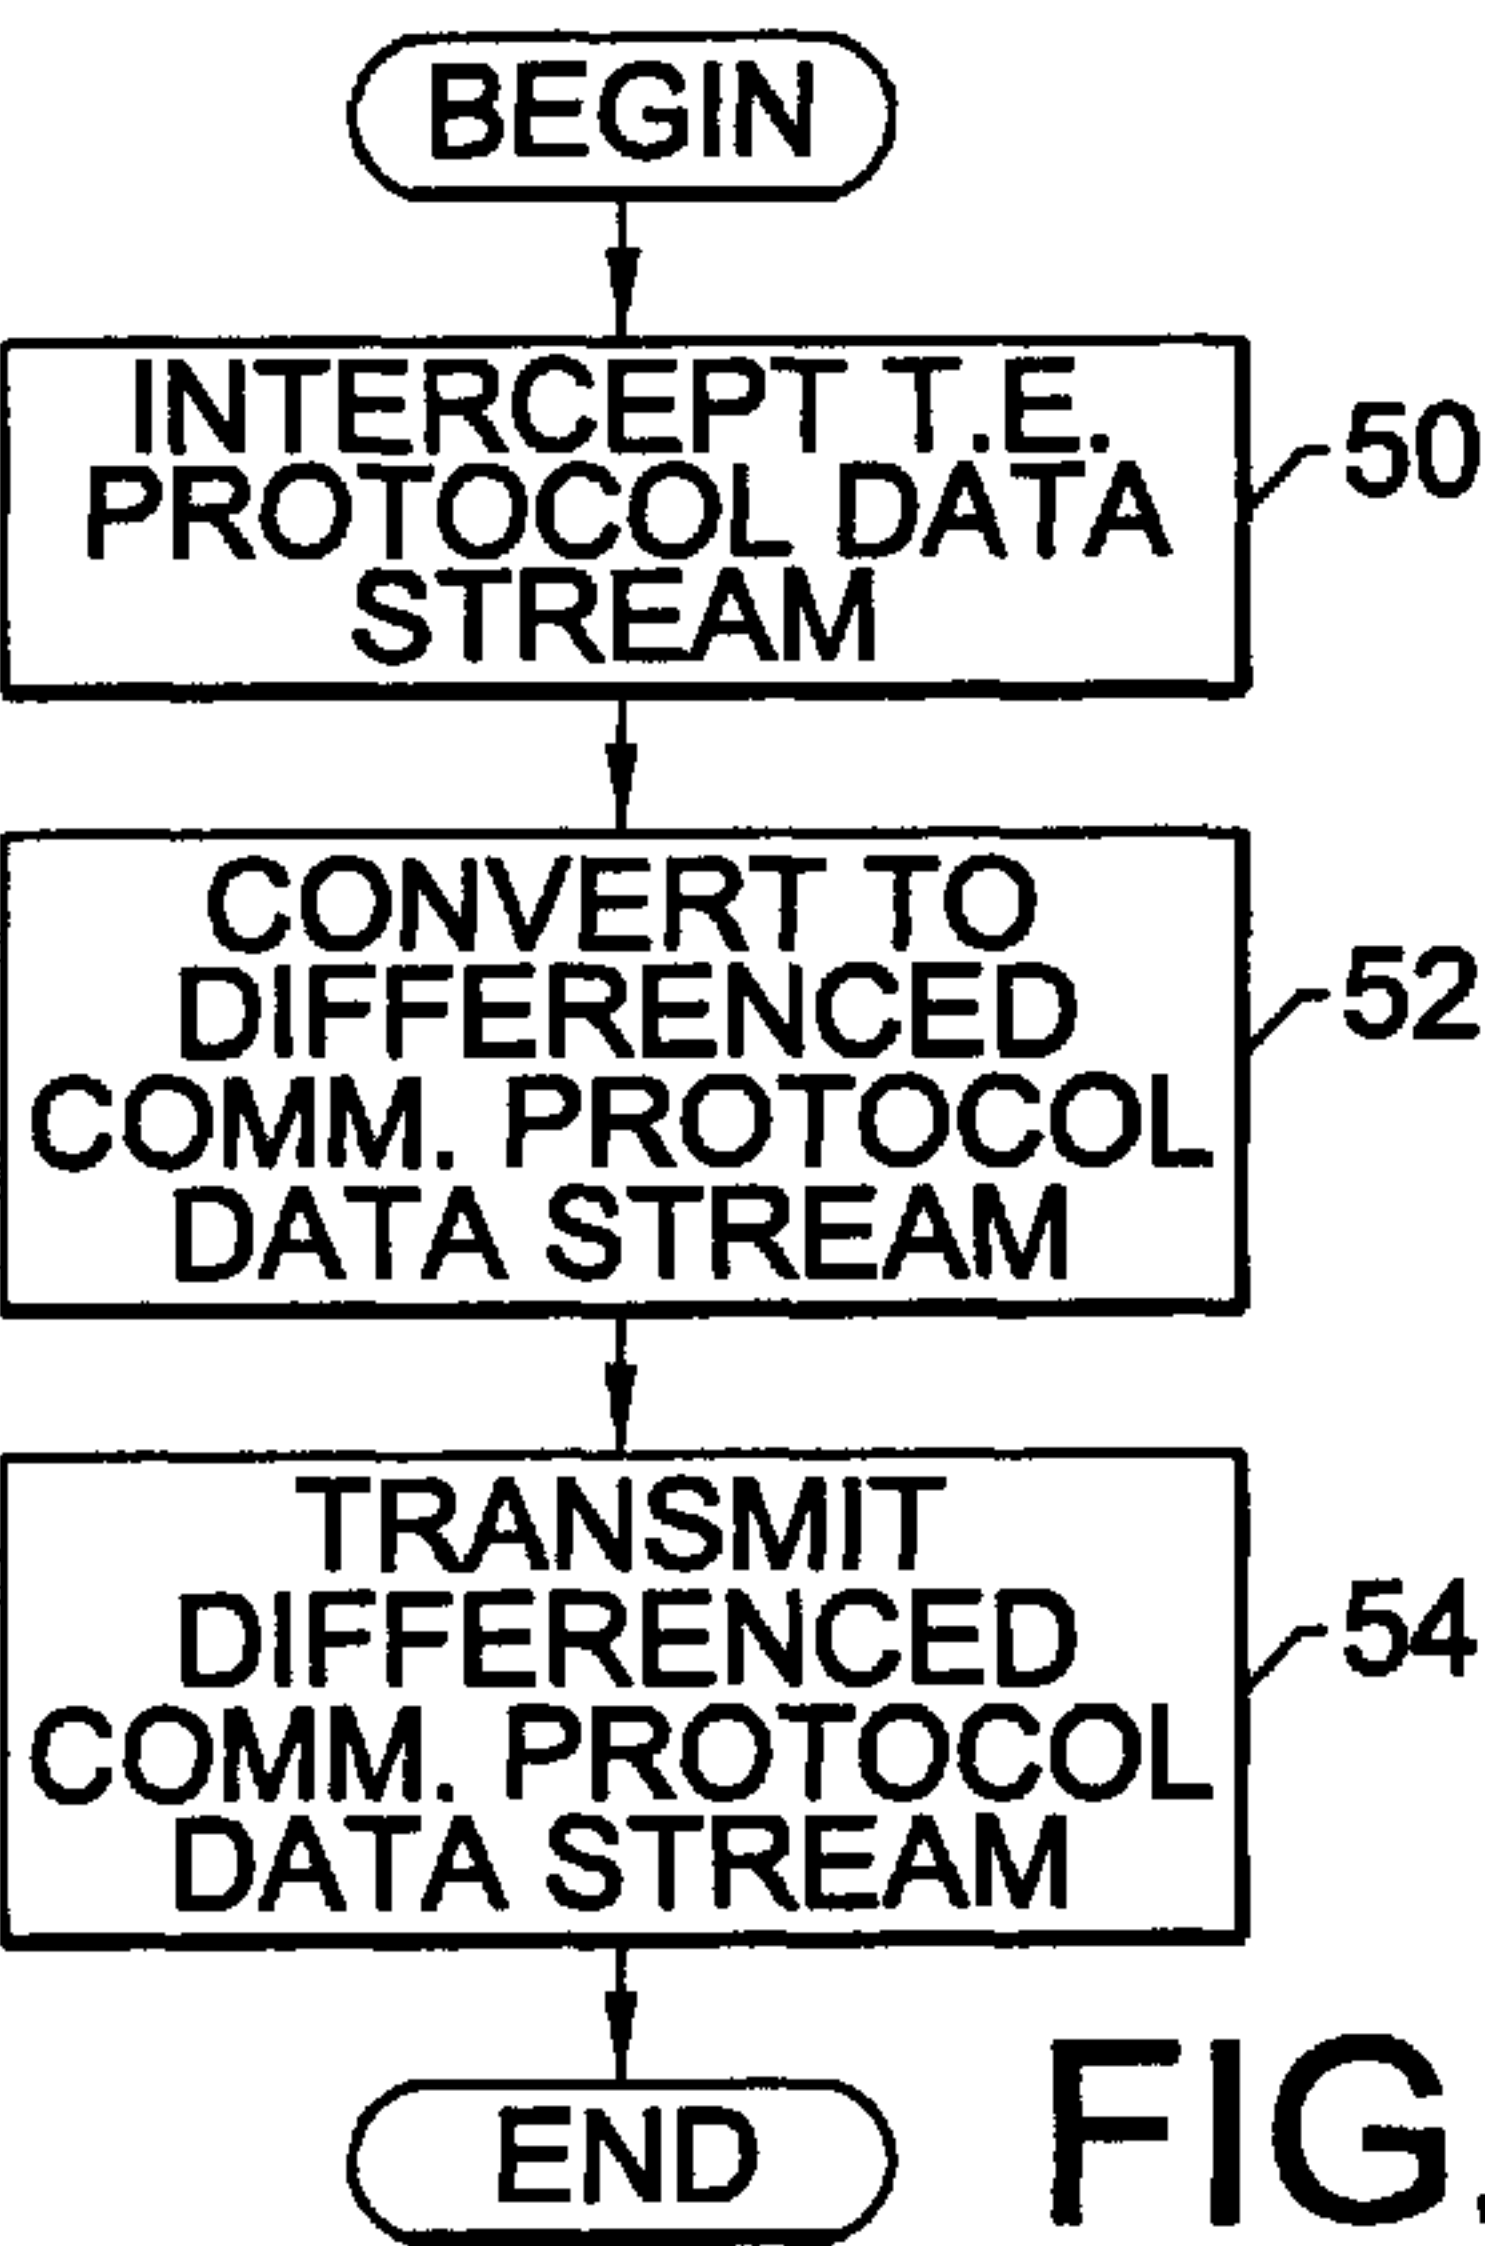 BEGIN
INTERCEPT T.E.
PROTOCOL DATA
STREAM
50
CONVERT TO
DIFFERENCED
COMM. PROTOCOL
DATA STREAM
52
TRANSMIT
DIFFERENCED
COMM. PROTOCOL
DATA STREAM
54
END
FIG.